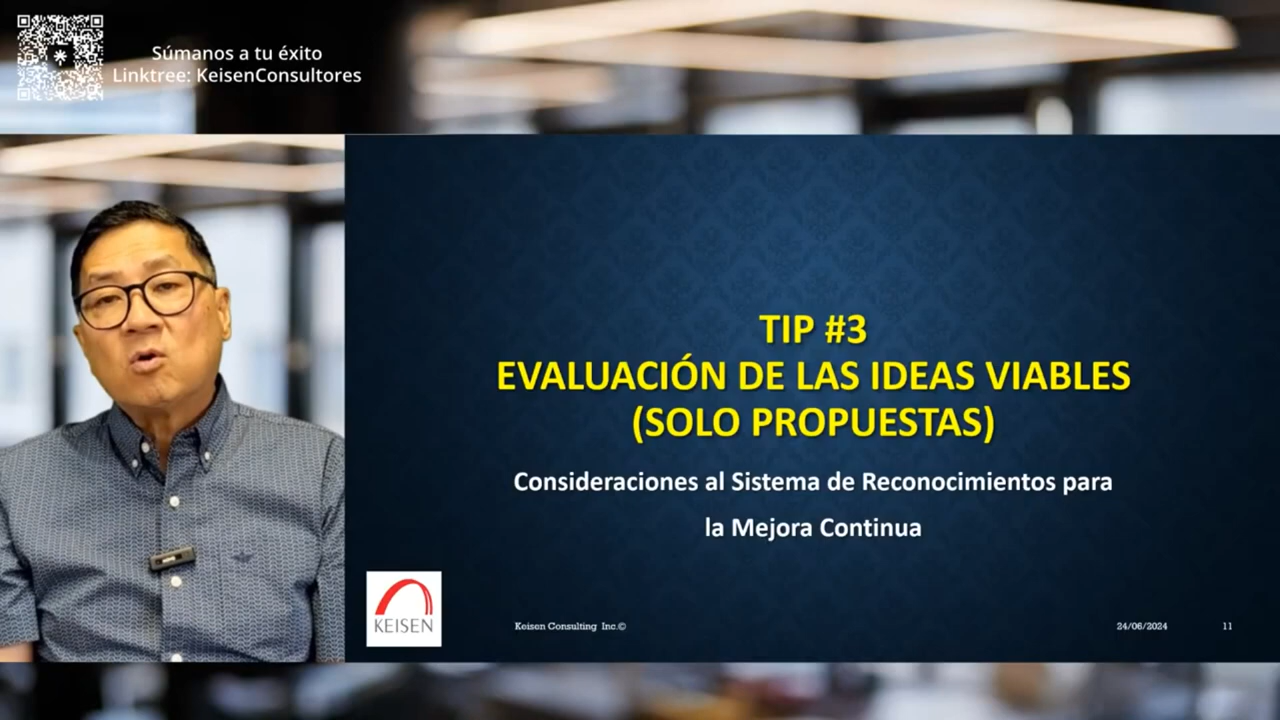 Súmanos a tu éxito
Linktree: KeisenConsultores
TIP #3
EVALUACIÓN DE LAS IDEAS VIABLES
(SOLO PROPUESTAS)
Consideraciones al Sistema de Reconocimientos para
la Mejora Continua
KEISEN
Keisen Consulting Inc.©
24/06/2024
11